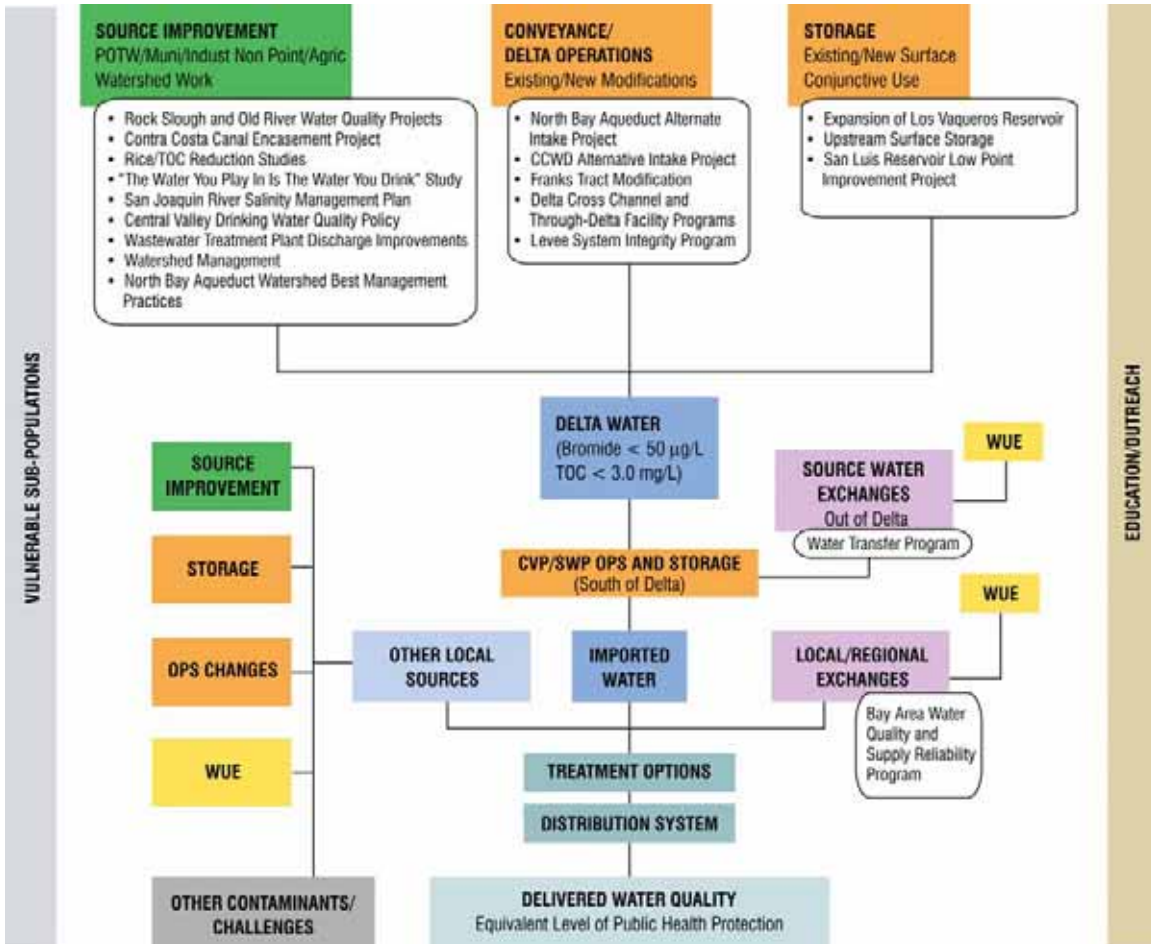 SOURCE IMPROVEMENT
POTW/Muni/Indust Non Point/Agric
Watershed Work
• Rock Slough and Old River Water Quality Projects
• Contra Costa Canal Encasement Project
• Rice/TOC Reduction Studies
• "The Water You Play In Is The Water You Drink" Study
• San Joaquin River Salinity Management Plan
• Central Valley Drinking Water Quality Policy
• Wastewater Treatment Plant Discharge Improvements
• Watershed Management
• North Bay Aqueduct Watershed Best Management
Practices
CONVEYANCE/
DELTA OPERATIONS
Existing/New Modifications
• North Bay Aqueduct Alternate
Intake Project
• CCWD Alternative Intake Project
• Franks Tract Modification
• Delta Cross Channel and
Through-Delta Facility Programs
• Levee System Integrity Program
STORAGE
Existing/New Surface
Conjunctive Use
• Expansion of Los Vaqueros Reservoir
• Upstream Surface Storage
• San Luis Reservoir Low Point
Improvement Project
VULNERABLE SUB-POPULATIONS
EDUCATION/OUTREACH
DELTA WATER
(Bromide < 50 µg/L
TOC < 3.0 mg/L)
SOURCE
IMPROVEMENT
STORAGE
OPS CHANGES
WUE
OTHER CONTAMINANTS/
CHALLENGES
SOURCE WATER
EXCHANGES
Out of Delta
Water Transfer Program
WUE
CVP/SWP OPS AND STORAGE
(South of Delta)
WUE
OTHER LOCAL
SOURCES
IMPORTED
WATER
LOCAL/REGIONAL
EXCHANGES
Bay Area Water
Quality and
Supply Reliability
Program
TREATMENT OPTIONS
DISTRIBUTION SYSTEM
DELIVERED WATER QUALITY
Equivalent Level of Public Health Protection